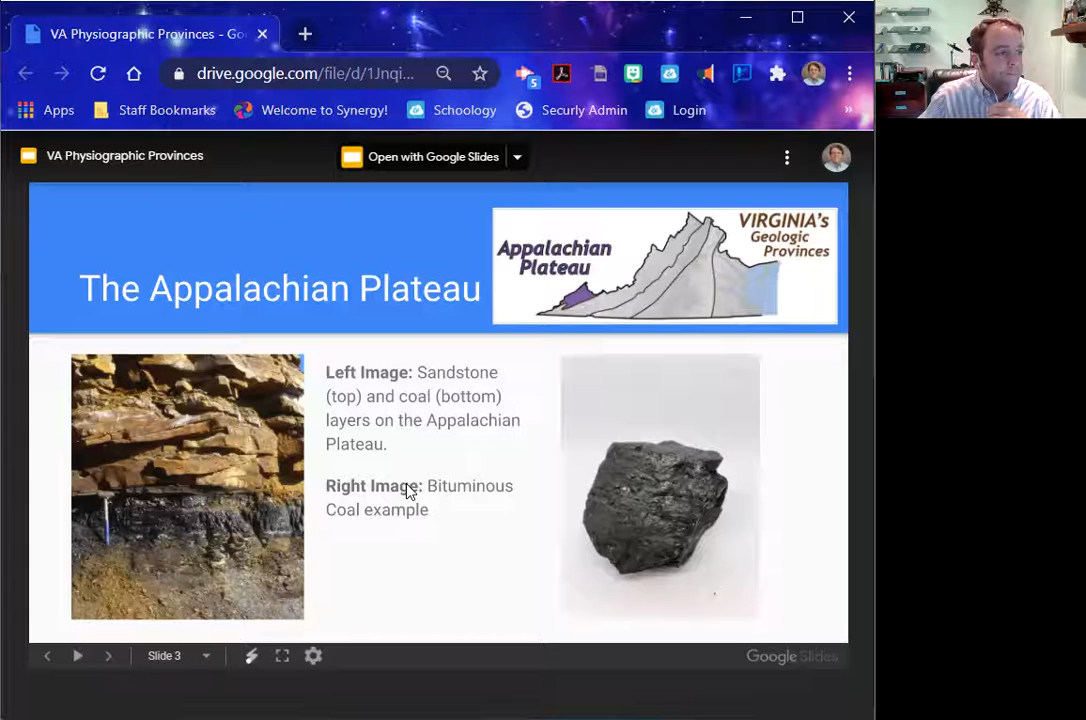 VA Physiographic Provinces - Go
drive.google.com/file/d/1Jnqi...
5
Apps
Staff Bookmarks
Welcome to Synergy!
Schoology
Securly Admin
Login
»
VA Physiographic Provinces
Open with Google Slides
The Appalachian Plateau
Appalachian
Plateau
VIRGINIA's
Geologic
Provinces
Left Image: Sandstone
(top) and coal (bottom)
layers on the Appalachian
Plateau.
Right Image: Bituminous
Coal example
Slide 3
Google Slides